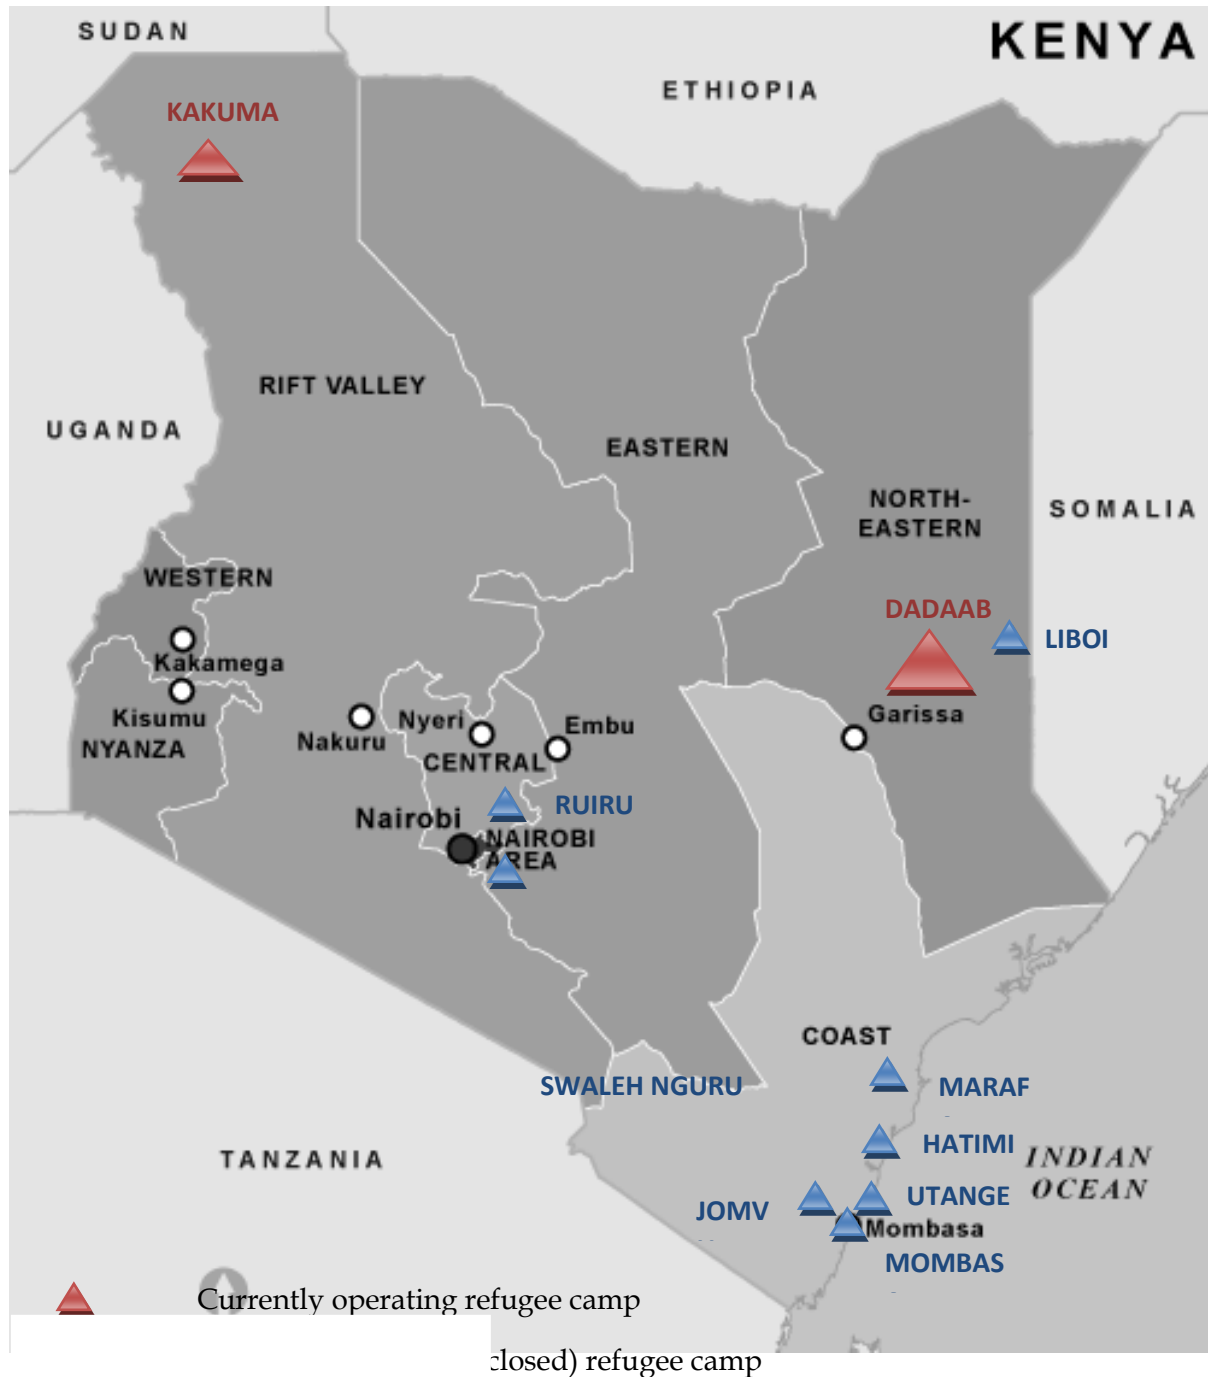 SUDAN
KENYA
ETHIOPIA
KAKUMA
RIFT VALLEY
UGANDA
EASTERN
NORTH-
EASTERN
SOMALIA
WESTERN
DADAAB
LIBOI
Kakamega
Kisumu
NYANZA
Nakuru
Nyeri
CENTRAL
Embu
Garissa
RUIRU
Nairobi
NAIROBI
AREA
COAST
SWALEH NGURU
MARAF
HATIMI
INDIAN
OCEAN
TANZANIA
JOMV
UTANGE
Mombasa
MOMBAS
Currently operating refugee camp
closed) refugee camp